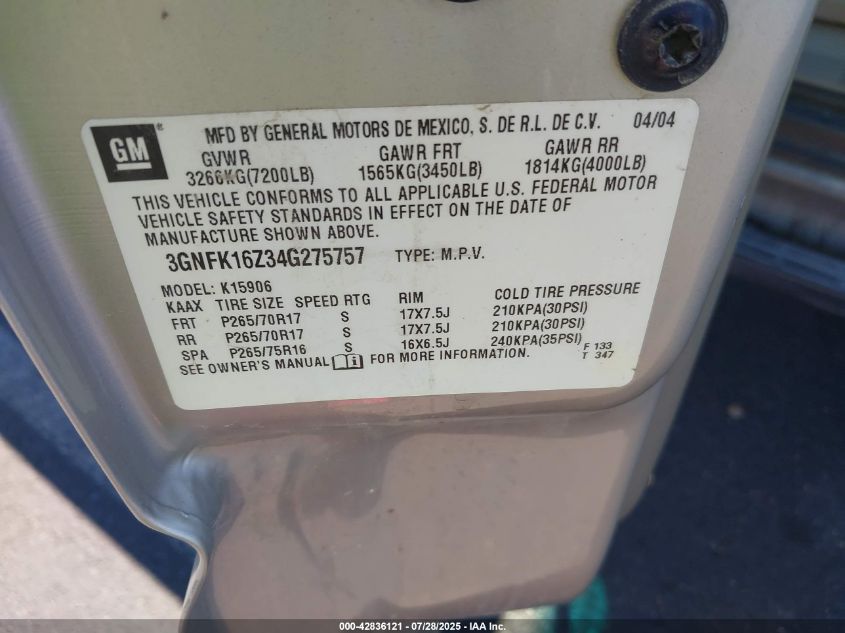 GM®
MFD BY GENERAL MOTORS DE MEXICO, S. DE R.L. DE C.V. 04/04
GVWR GAWR FRT GAWR RR
3266KG(7200LB) 1565KG(3450LB) 1814KG(4000LB)
THIS VEHICLE CONFORMS TO ALL APPLICABLE U.S. FEDERAL MOTOR
VEHICLE SAFETY STANDARDS IN EFFECT ON THE DATE OF
MANUFACTURE SHOWN ABOVE.
3GNFK16Z34G275757 TYPE: M.P.V.
MODEL: K15906
KAAX TIRE SIZE SPEED RTG RIM COLD TIRE PRESSURE
FRT P265/70R17 S 17X7.5J 210KPA(30PSI)
RR P265/70R17 S 17X7.5J 210KPA(30PSI)
SPA P265/75R16 S 16X6.5J 240KPA(35PSI) F 133
SEE OWNER'S MANUAL FOR MORE INFORMATION. T 347
000-42836121 - 07/28/2025 - IAA Inc.